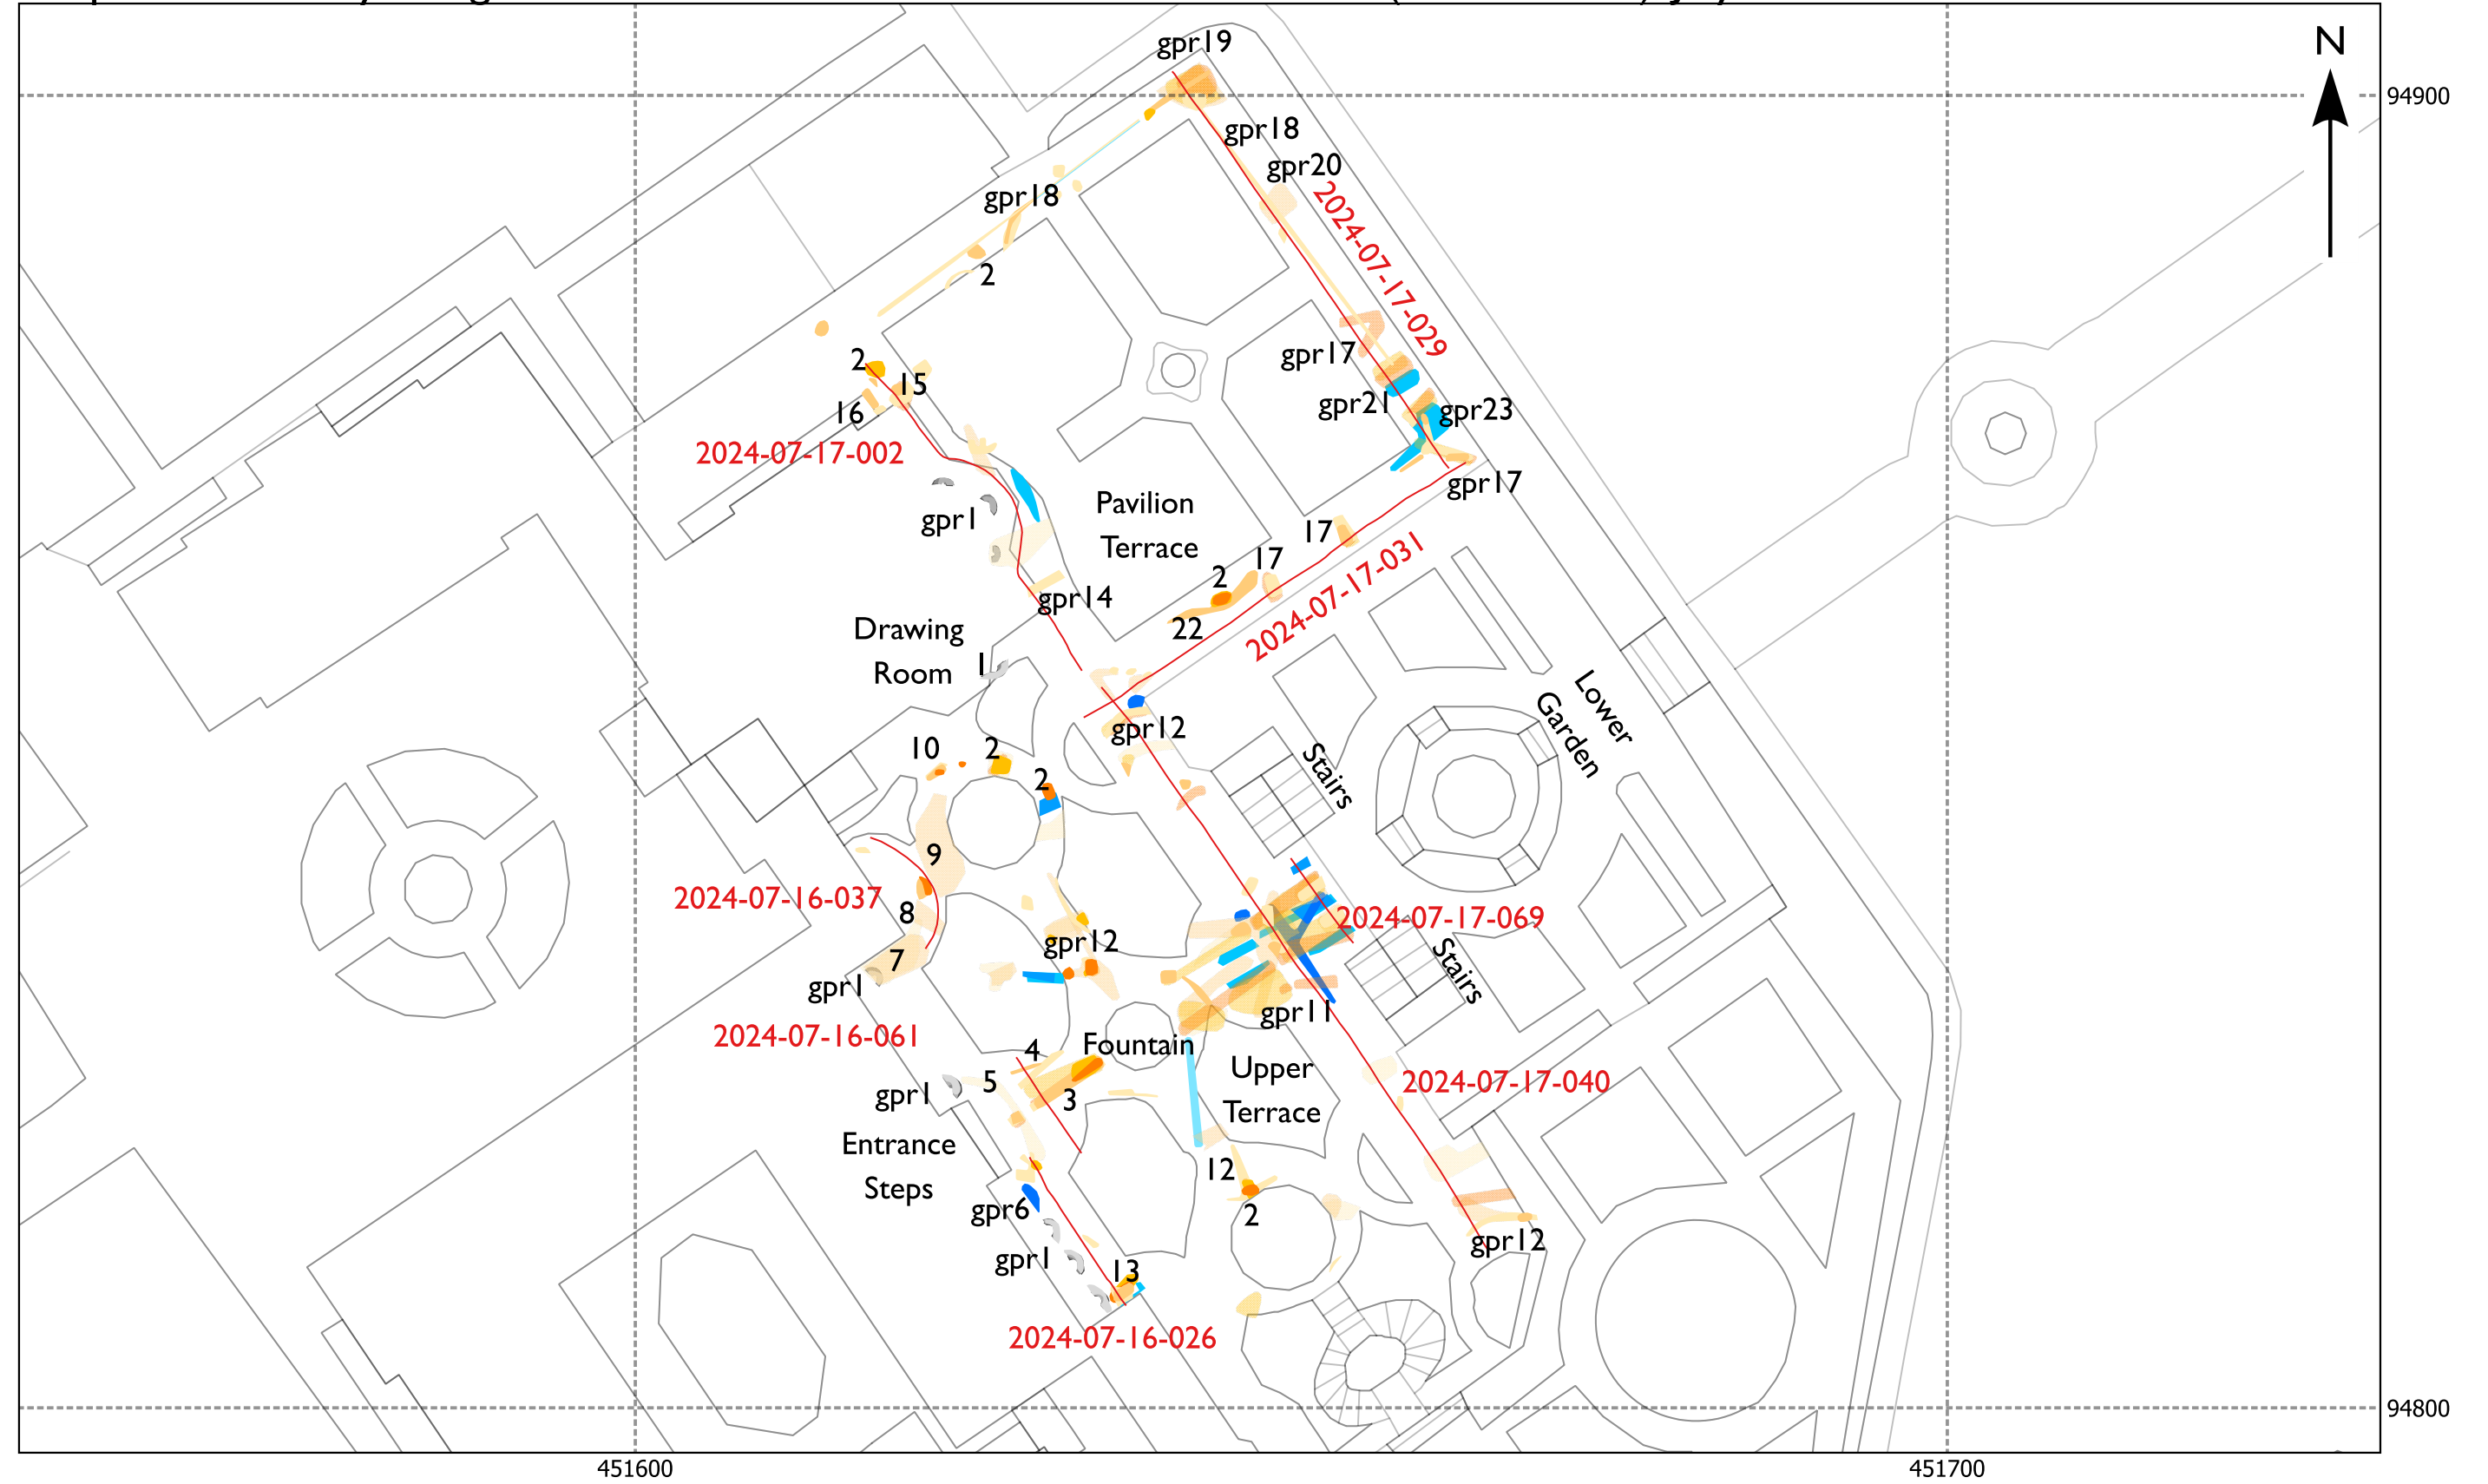 gpr19
N
94900
gpr18
gpr20
gpr18
2024-07-17-029
2
2
15
gpr17
16
gpr21
gpr23
2024-07-17-002
gpr17
gpr1
Pavilion
Terrace
17
17
2
2024-07-17-031
gpr14
22
Drawing
Room
1
Lower
Garden
gpr12
10
2
2
Stairs
9
2024-07-16-037
8
2024-07-17-069
gpr12
7
Stairs
gpr1
gpr11
2024-07-16-061
4
Fountain
5
Upper
Terrace
2024-07-17-040
gpr1
3
Entrance
Steps
12
gpr6
2
gpr12
gpr1
13
2024-07-16-026
94800
451600
451700